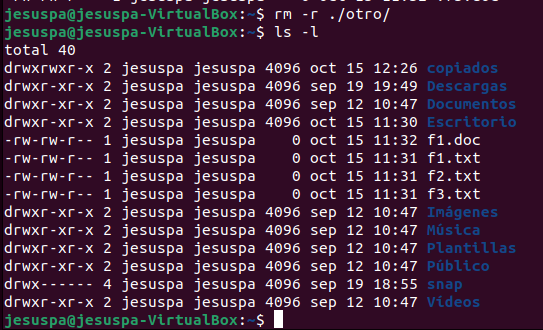 jesuspa@jesuspa-VirtualBox:~$ rm -r ./otro/
jesuspa@jesuspa-VirtualBox:~$ ls -l
total 40
drwxrwxr-x 2 jesuspa jesuspa 4096 oct 15 12:26 copiados
drwxr-xr-x 2 jesuspa jesuspa 4096 sep 19 19:49 Descargas
drwxr-xr-x 2 jesuspa jesuspa 4096 sep 12 10:47 Documentos
drwxr-xr-x 2 jesuspa jesuspa 4096 oct 15 11:30 Escritorio
-rw-rw-r-- 1 jesuspa jesuspa    0 oct 15 11:32 f1.doc
-rw-rw-r-- 1 jesuspa jesuspa    0 oct 15 11:31 f1.txt
-rw-rw-r-- 1 jesuspa jesuspa    0 oct 15 11:31 f2.txt
-rw-rw-r-- 1 jesuspa jesuspa    0 oct 15 11:31 f3.txt
drwxr-xr-x 2 jesuspa jesuspa 4096 sep 12 10:47 Imágenes
drwxr-xr-x 2 jesuspa jesuspa 4096 sep 12 10:47 Música
drwxr-xr-x 2 jesuspa jesuspa 4096 sep 12 10:47 Plantillas
drwxr-xr-x 2 jesuspa jesuspa 4096 sep 12 10:47 Público
drwx------ 4 jesuspa jesuspa 4096 sep 19 18:55 snap
drwxr-xr-x 2 jesuspa jesuspa 4096 sep 12 10:47 Vídeos
jesuspa@jesuspa-VirtualBox:~$